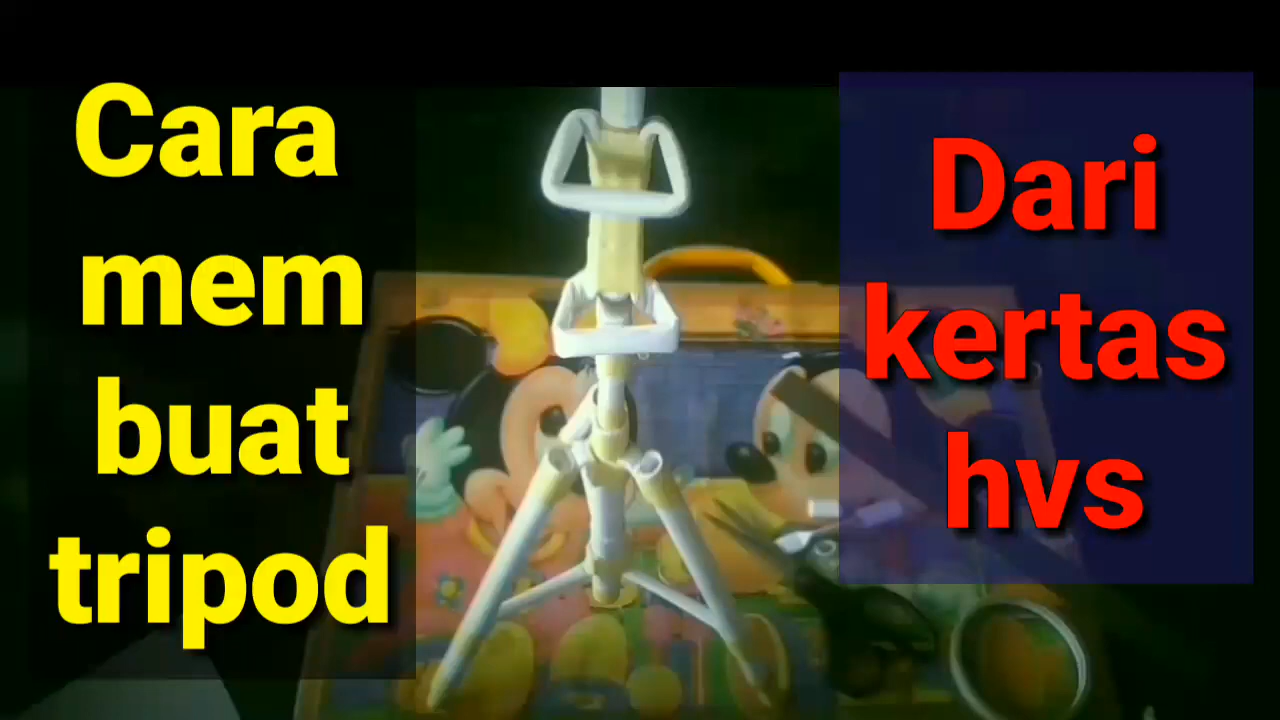 Cara
mem
buat
tripod
Dari
kertas
hvs